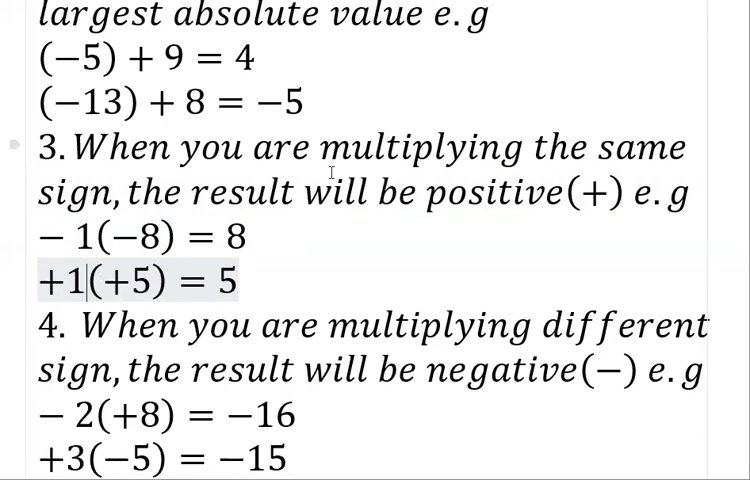 largest absolute value e.g
(−5) + 9 = 4
(−13) + 8 = −5
3. When you are multiplying the same
sign, the result will be positive(+) e.g
− 1(−8) = 8
+1(+5) = 5
4. When you are multiplying different
sign, the result will be negative(−) e.g
− 2(+8) = −16
+3(−5) = −15